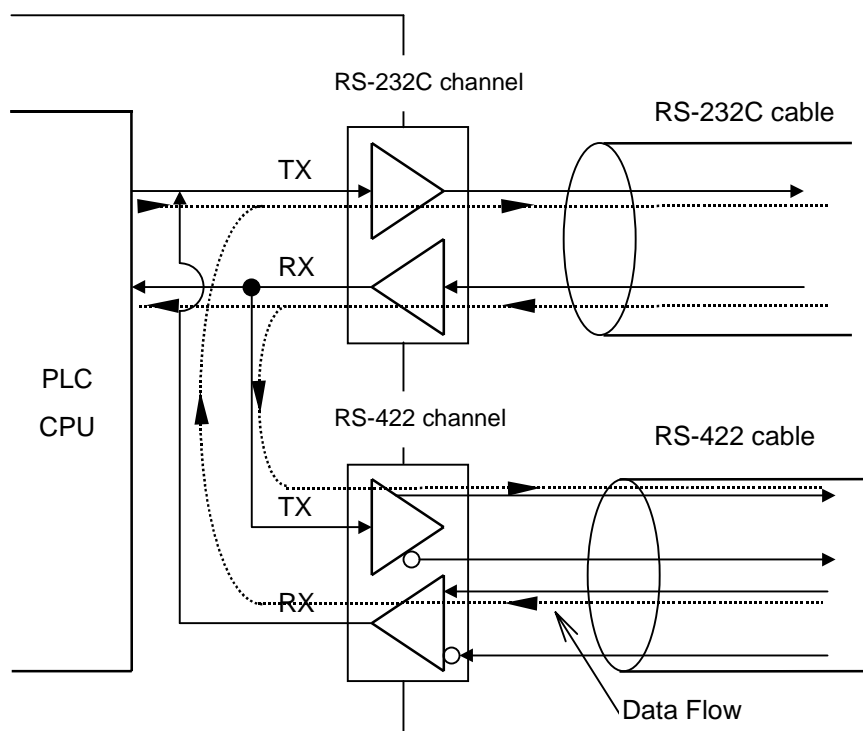 RS-232C channel
RS-232C cable
TX
RX
PLC
CPU
RS-422 channel
RS-422 cable
TX
RX
Data Flow